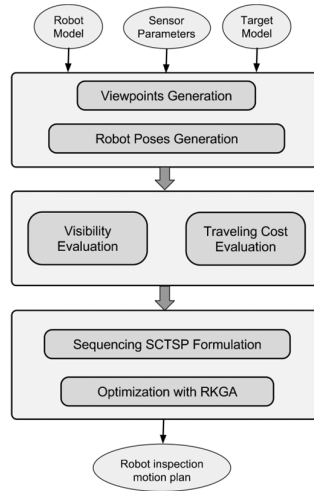 Robot
Model
Sensor
Parameters
Target
Model
Viewpoints Generation
Robot Poses Generation
Visibility
Evaluation
Traveling Cost
Evaluation
Sequencing SCTSP Formulation
Optimization with RKGA
Robot inspection
motion plan